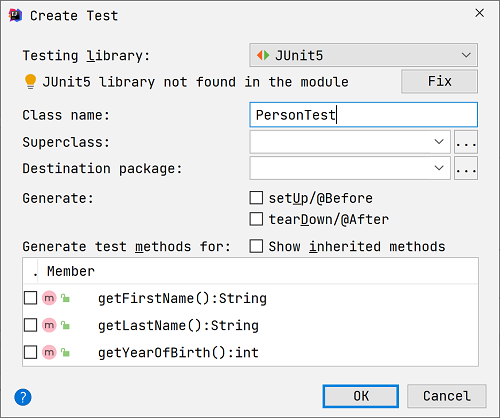 Create Test
Testing Library: JUnit5
JUnit5 library not found in the module Fix
Class name: PersonTest
Superclass: ...
Destination package: ...
Generate: setUp/@Before
tearDown/@After
Generate test methods for: Show inherited methods
. Member
m getFirstName():String
m getLastName():String
m getYearOfBirth():int
? OK Cancel